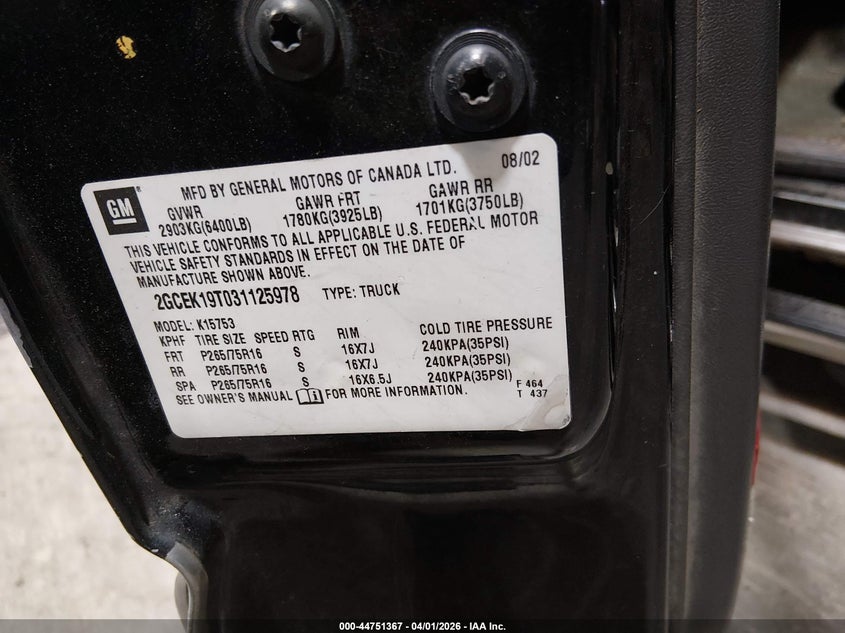 08/02
GM
MFD BY GENERAL MOTORS OF CANADA LTD.
GVWR GAWR FRT GAWR RR
2903KG(6400LB) 1780KG(3925LB) 1701KG(3750LB)
THIS VEHICLE CONFORMS TO ALL APPLICABLE U.S. FEDERAL MOTOR
VEHICLE SAFETY STANDARDS IN EFFECT ON THE DATE OF
MANUFACTURE SHOWN ABOVE.
2GCEK19T031125978 TYPE: TRUCK
MODEL: K15753
KPHF TIRE SIZE SPEED RTG RIM COLD TIRE PRESSURE
FRT P265/75R16 S 16X7J 240KPA(35PSI)
RR P265/75R16 S 16X7J 240KPA(35PSI)
SPA P265/75R16 S 16X6.5J 240KPA(35PSI)
SEE OWNER'S MANUAL FOR MORE INFORMATION.
F 464
T 437
000-44751367 - 04/01/2026 - IAA Inc.